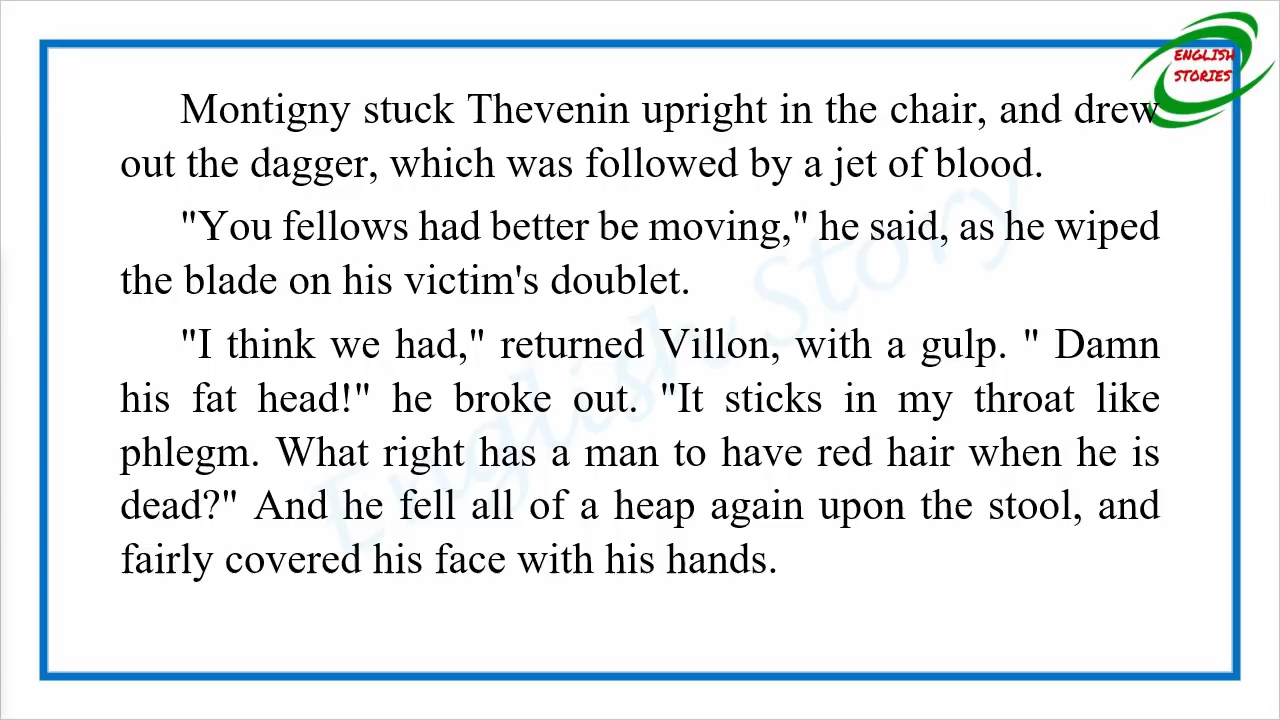 ENGLISH
STORIES
Montigny stuck Thevenin upright in the chair, and drew
out the dagger, which was followed by a jet of blood.
"You fellows had better be moving," he said, as he wiped
the blade on his victim's doublet.
"I think we had," returned Villon, with a gulp. " Damn
his fat head!" he broke out. "It sticks in my throat like
phlegm. What right has a man to have red hair when he is
dead?" And he fell all of a heap again upon the stool, and
fairly covered his face with his hands.
English Story